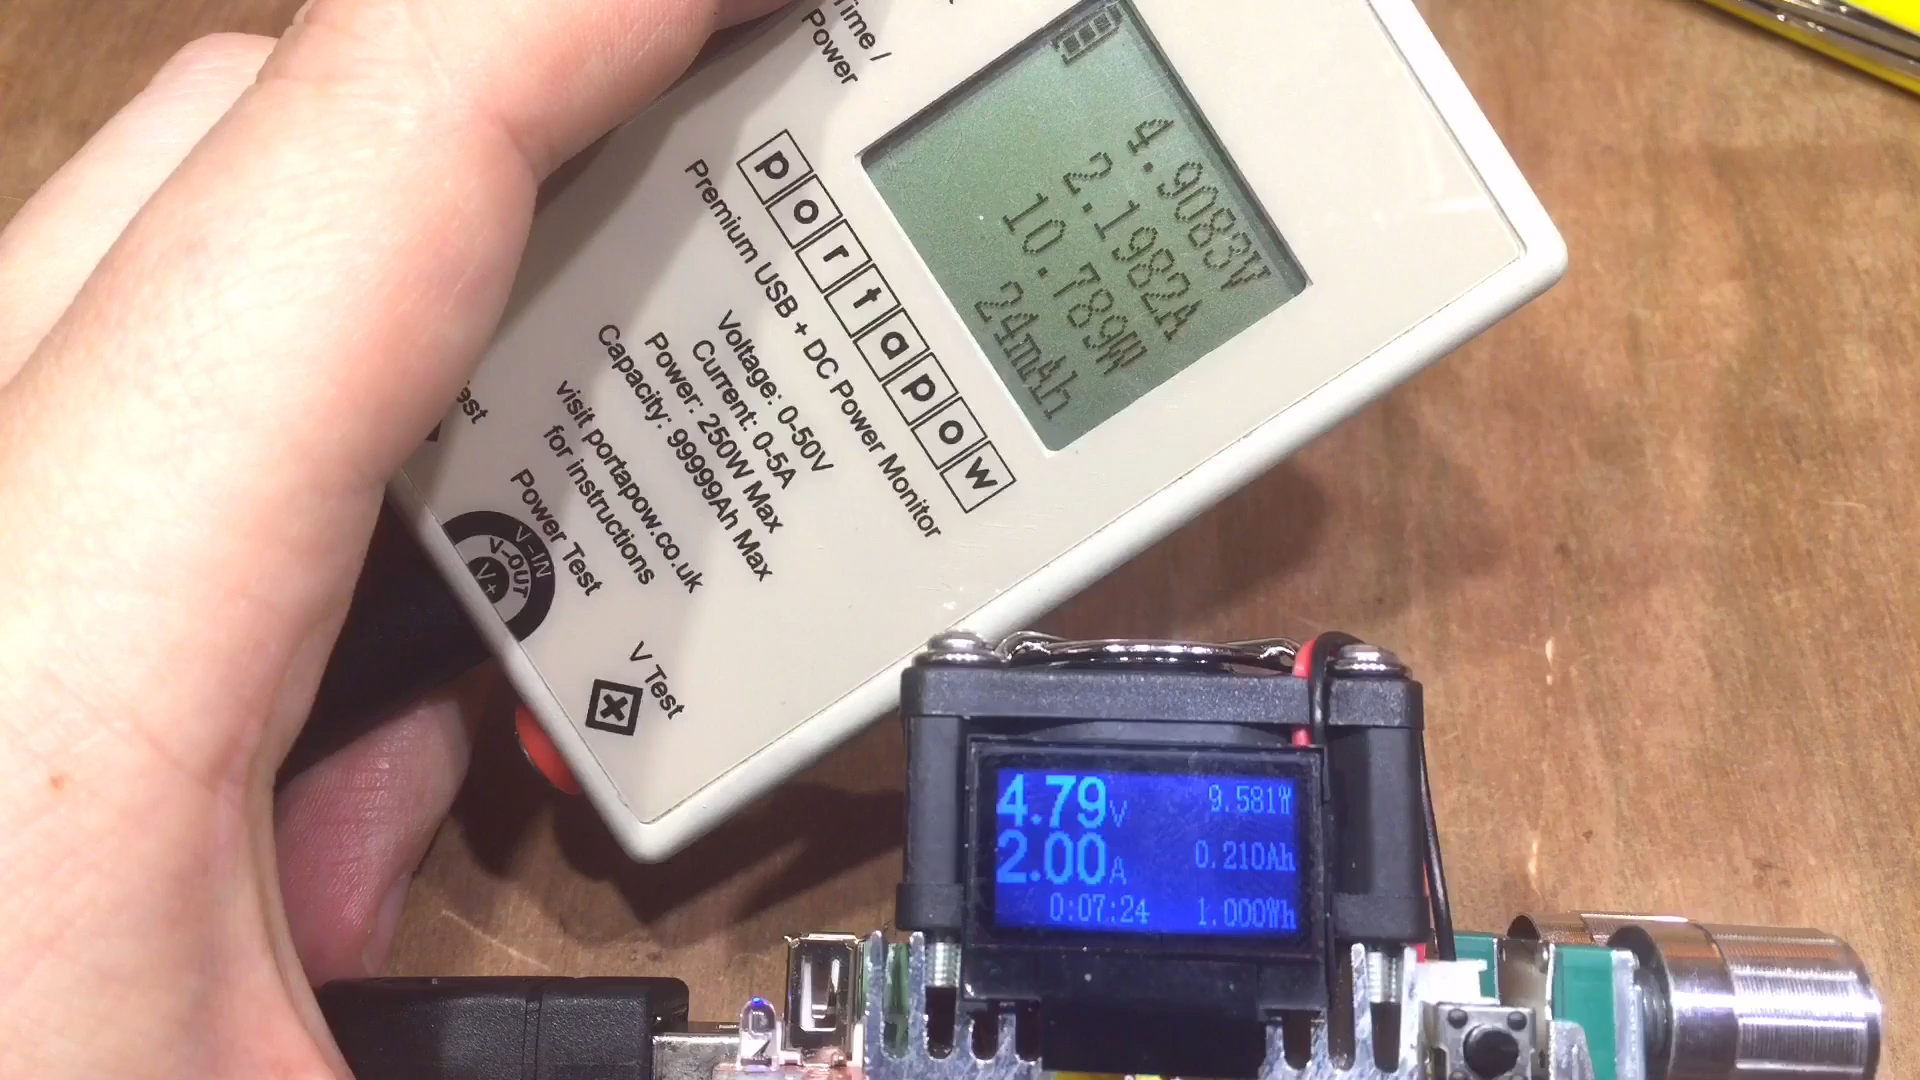 Time /
Power
4.9083V
2.1982A
10.789W
24mAh
portapow
Premium USB + DC Power Monitor
Voltage: 0-50V
Current: 0-5A
Power: 250W Max
Capacity: 99999Ah Max
visit portapow.co.uk
for instructions
Power Test
V-IN
V-OUT
V+
V Test
4.79V
9.581W
2.00A
0.210Ah
0:07:24
1.000Wh